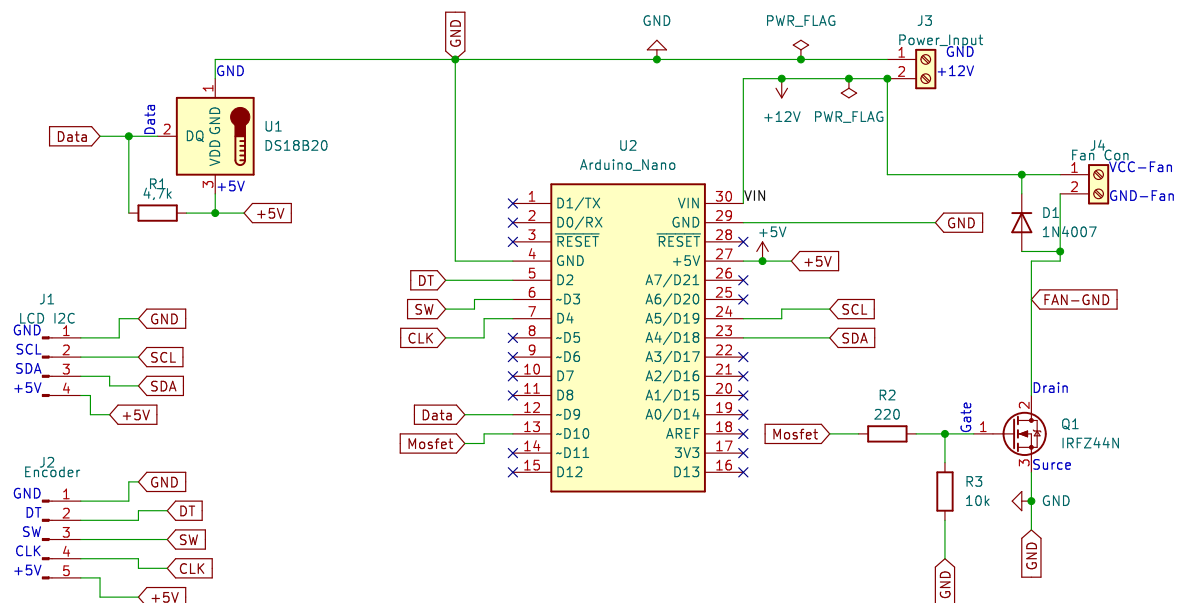 GND
GND
PWR_FLAG
J3
Power_Input
1
GND
2
+12V
+12V
PWR_FLAG
GND
1
Data
Data
2
DQ
GND
VDD
U1
DS18B20
3
+5V
R1
4,7k
+5V
J4
Fan Con
1
VCC-Fan
2
GND-Fan
D1
1N4007
FAN-GND
U2
Arduino_Nano
1 D1/TX VIN 30 VIN
2 D0/RX GND 29 GND
3 RESET RESET 28 +5V
4 GND +5V 27 +5V
DT 5 D2 A7/D21 26
SW 6 ~D3 A6/D20 25
CLK 7 D4 A5/D19 24 SCL
8 ~D5 A4/D18 23 SDA
9 ~D6 A3/D17 22
10 D7 A2/D16 21
11 D8 A1/D15 20
Data 12 ~D9 A0/D14 19
Mosfet 13 ~D10 AREF 18
14 ~D11 3V3 17
15 D12 D13 16
J1
LCD I2C
GND 1 GND
SCL 2 SCL
SDA 3 SDA
+5V 4 +5V
J2
Encoder
GND 1 GND
DT 2 DT
SW 3 SW
CLK 4 CLK
+5V 5 +5V
Mosfet
R2
220
Gate
1
Drain
2
Q1
IRFZ44N
3
Surce
R3
10k
GND
GND
GND